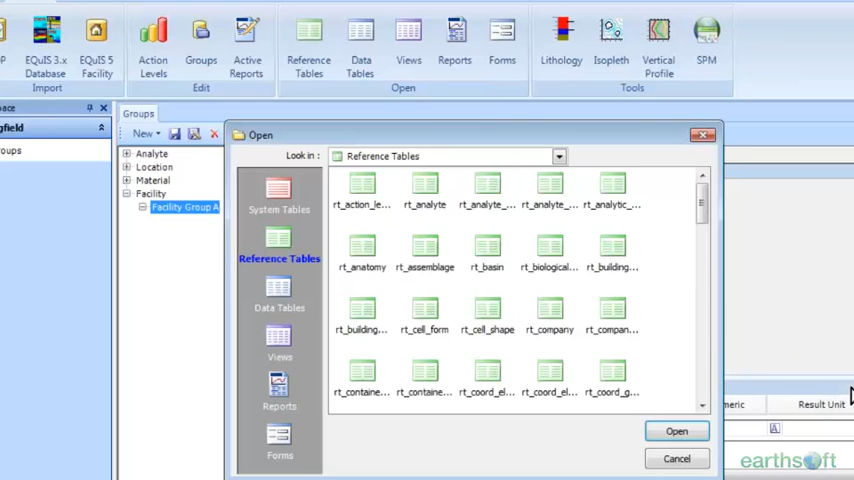 P EQuIS 3.x EQuIS 5 Action Groups Active Reference Data Views Reports Forms Lithology Isopleth Vertical SPM
Database Facility Levels Reports Tables Tables Profile
Import Edit Open Tools
pace
gfield
oups
Groups
New
Analyte
Location
Material
Facility
Facility Group A
Open
Look in : Reference Tables
System Tables
Reference Tables
Data Tables
Views
Reports
Forms
rt_action_le... rt_analyte rt_analyte_... rt_analyte_... rt_analytic_...
rt_anatomy rt_assemblage rt_basin rt_biological... rt_building...
rt_building... rt_cell_form rt_cell_shape rt_company rt_compan...
rt_containe... rt_containe... rt_coord_el... rt_coord_el... rt_coord_g...
Open
Cancel
meric Result Unit
A
earthsoft